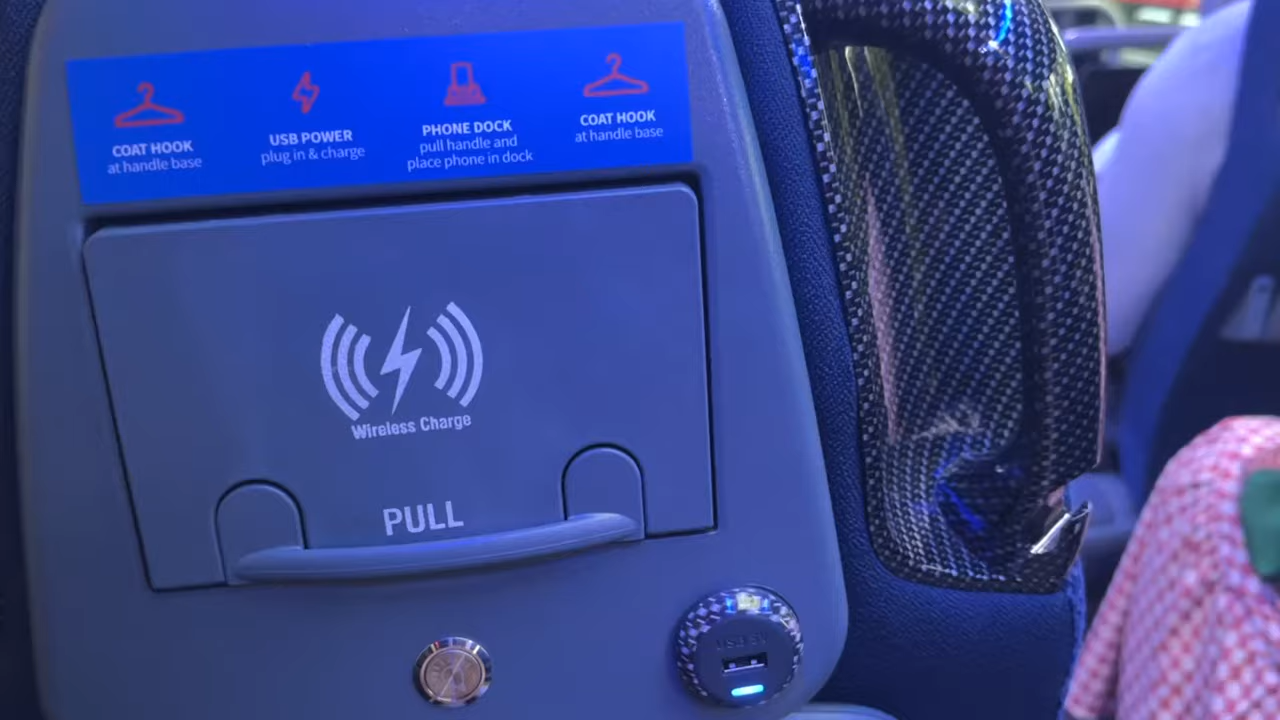 COAT HOOK
at handle base
USB POWER
plug in & charge
PHONE DOCK
pull handle and
place phone in dock
COAT HOOK
at handle base
Wireless Charge
PULL